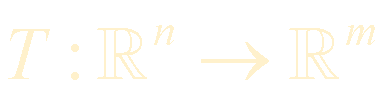 T : ℝⁿ → ℝᵐ